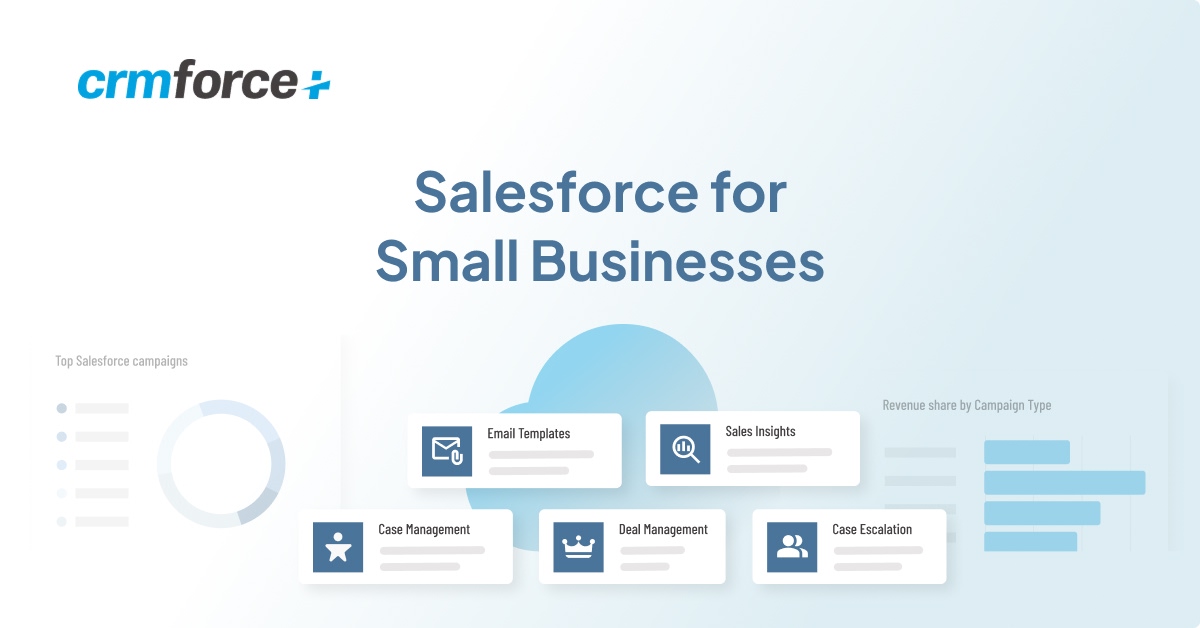 crmforce
Salesforce for
Small Businesses
Top Salesforce campaigns
Revenue share by Campaign Type
Email Templates
Sales Insights
Case Management
Deal Management
Case Escalation